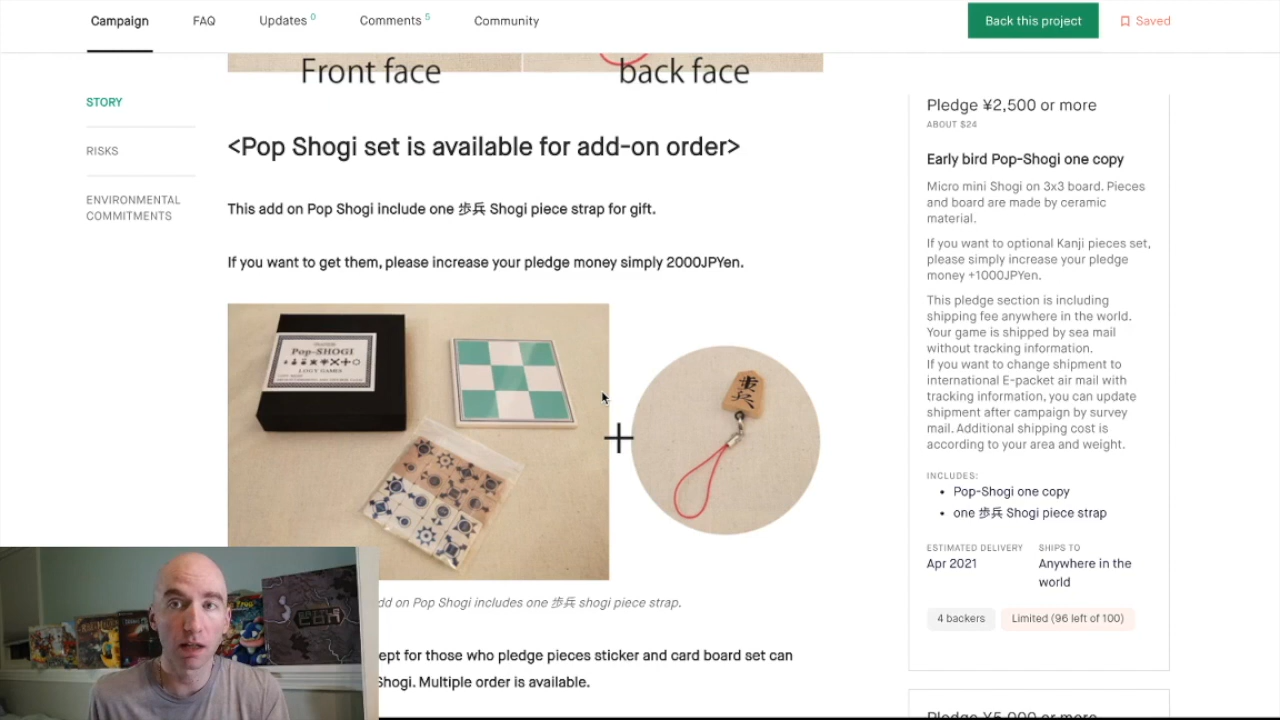 Campaign
FAQ
Updates 0
Comments 5
Community
Back this project
Saved
Front face
back face
STORY
RISKS
ENVIRONMENTAL
COMMITMENTS
<Pop Shogi set is available for add-on order>
This add on Pop Shogi include one 歩兵 Shogi piece strap for gift.
If you want to get them, please increase your pledge money simply 2000JPYen.
Pop-SHOGI
LOGY GAMES
+
歩兵
dd on Pop Shogi includes one 歩兵 shogi piece strap.
ept for those who pledge pieces sticker and card board set can
Shogi. Multiple order is available.
Pledge ¥2,500 or more
ABOUT $24
Early bird Pop-Shogi one copy
Micro mini Shogi on 3x3 board. Pieces
and board are made by ceramic
material.
If you want to optional Kanji pieces set,
please simply increase your pledge
money +1000JPYen.
This pledge section is including
shipping fee anywhere in the world.
Your game is shipped by sea mail
without tracking information.
If you want to change shipment to
international E-packet air mail with
tracking information, you can update
shipment after campaign by survey
mail. Additional shipping cost is
according to your area and weight.
INCLUDES:
• Pop-Shogi one copy
• one 歩兵 Shogi piece strap
ESTIMATED DELIVERY
Apr 2021
SHIPS TO
Anywhere in the
world
4 backers
Limited (96 left of 100)
Pledge ¥5,000 or more